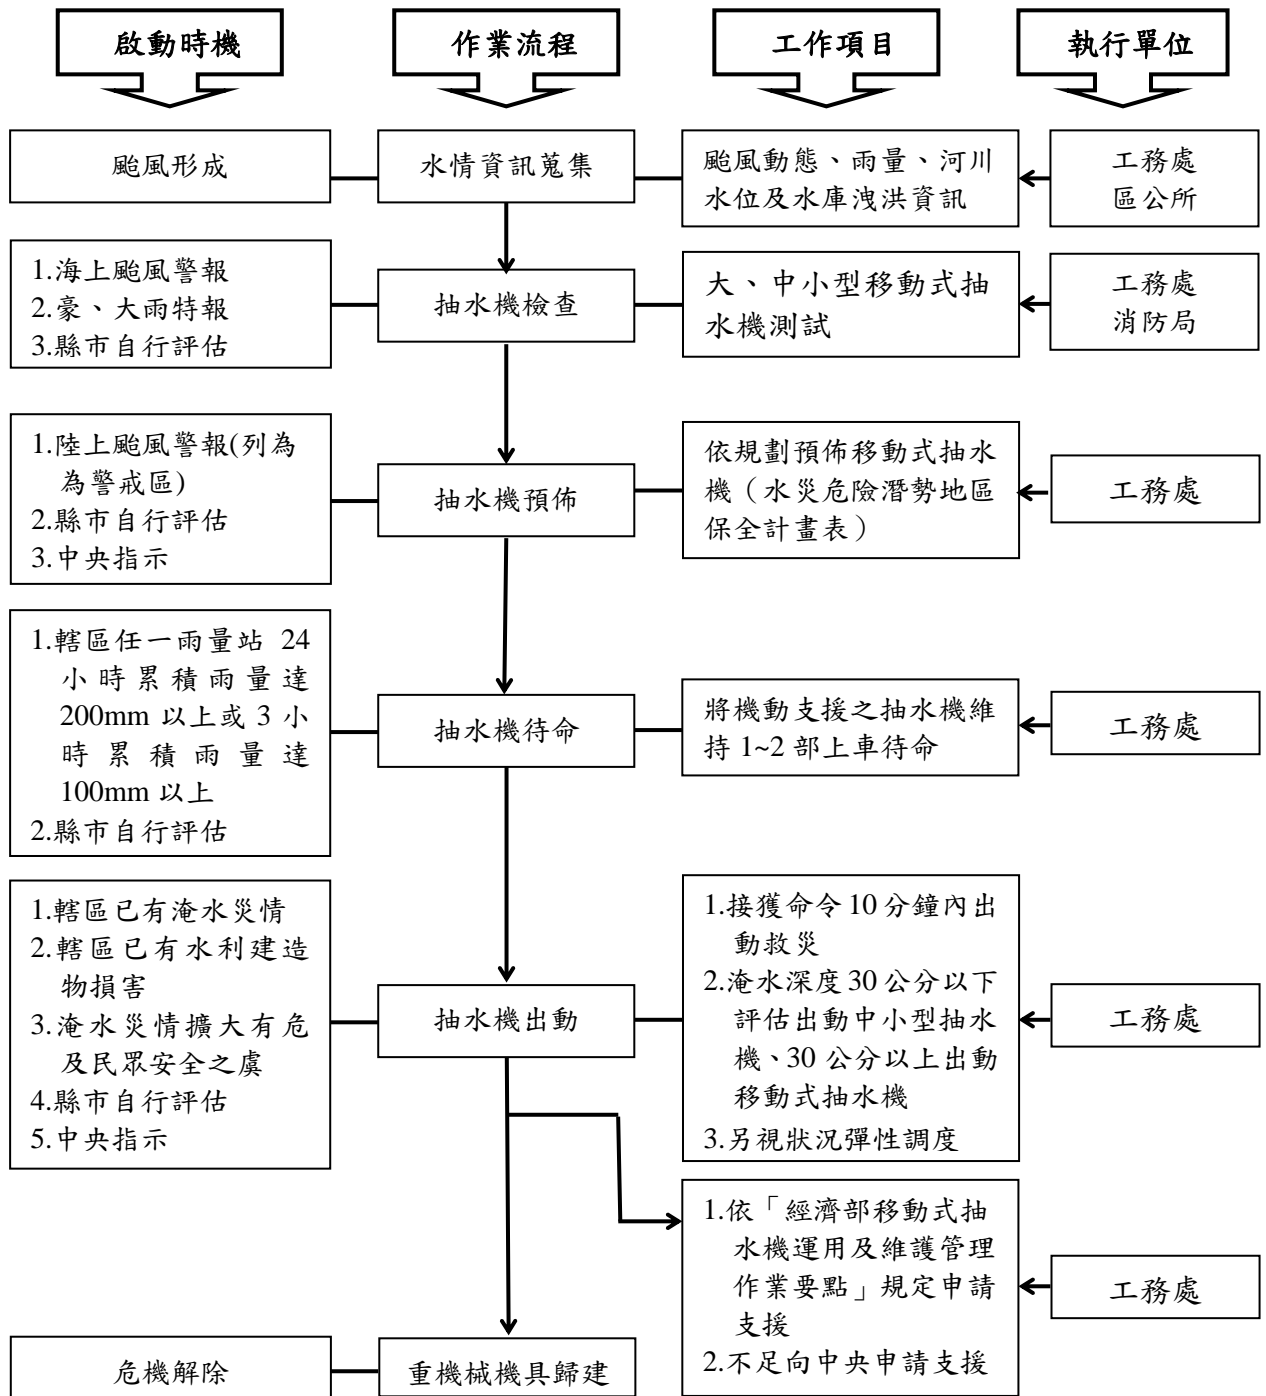 啟動時機
作業流程
工作項目
執行單位
颱風形成
水情資訊蒐集
颱風動態、雨量、河川
水位及水庫洩洪資訊
工務處
區公所
1.海上颱風警報
2.豪、大雨特報
3.縣市自行評估
抽水機檢查
大、中小型移動式抽
水機測試
工務處
消防局
1.陸上颱風警報(列為
為警戒區)
2.縣市自行評估
3.中央指示
抽水機預佈
依規劃預佈移動式抽水
機（水災危險潛勢地區
保全計畫表）
工務處
1.轄區任一雨量站 24
小時累積雨量達
200mm 以上或 3 小
時累積雨量達
100mm 以上
2.縣市自行評估
抽水機待命
將機動支援之抽水機維
持 1~2 部上車待命
工務處
1.轄區已有淹水災情
2.轄區已有水利建造
物損害
3.淹水災情擴大有危
及民眾安全之虞
4.縣市自行評估
5.中央指示
抽水機出動
1.接獲命令 10 分鐘內出
動救災
2.淹水深度 30 公分以下
評估出動中小型抽水
機、30 公分以上出動
移動式抽水機
3.另視狀況彈性調度
工務處
1.依「經濟部移動式抽
水機運用及維護管理
作業要點」規定申請
支援
2.不足向中央申請支援
工務處
危機解除
重機械機具歸建